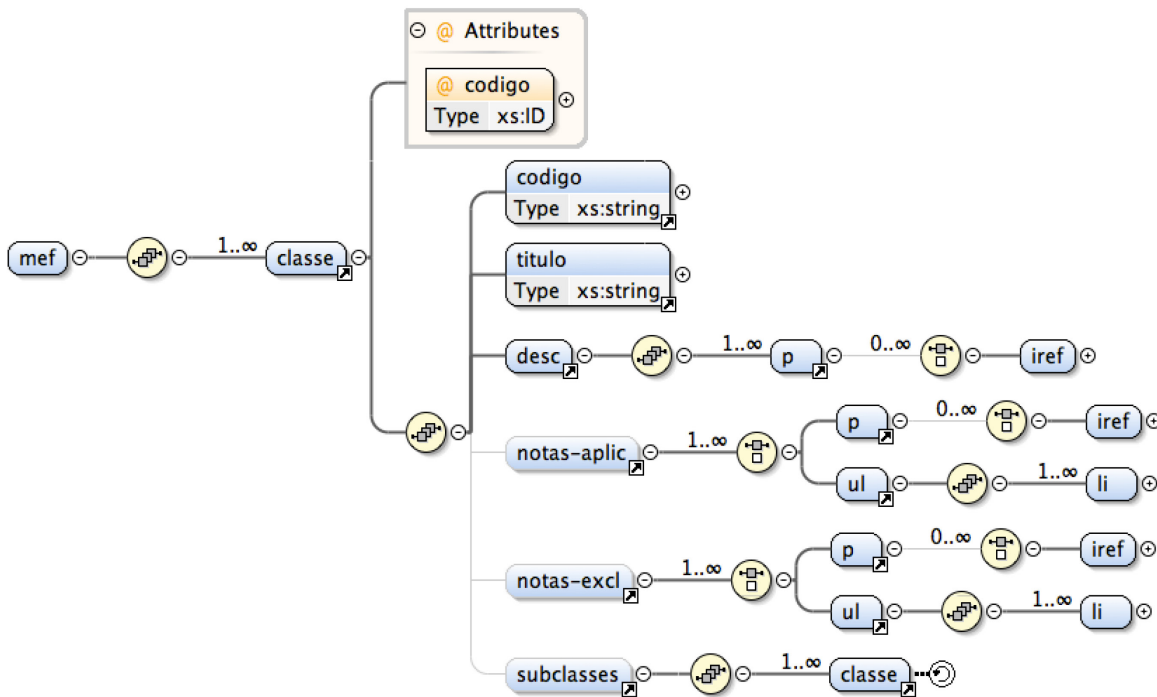 @ Attributes
@ codigo
Type xs:ID
codigo
Type xs:string
mef
1..∞
classe
titulo
Type xs:string
desc
1..∞
p
0..∞
iref
notas-aplic
1..∞
p
0..∞
iref
ul
1..∞
li
notas-excl
1..∞
p
0..∞
iref
ul
1..∞
li
subclasses
1..∞
classe